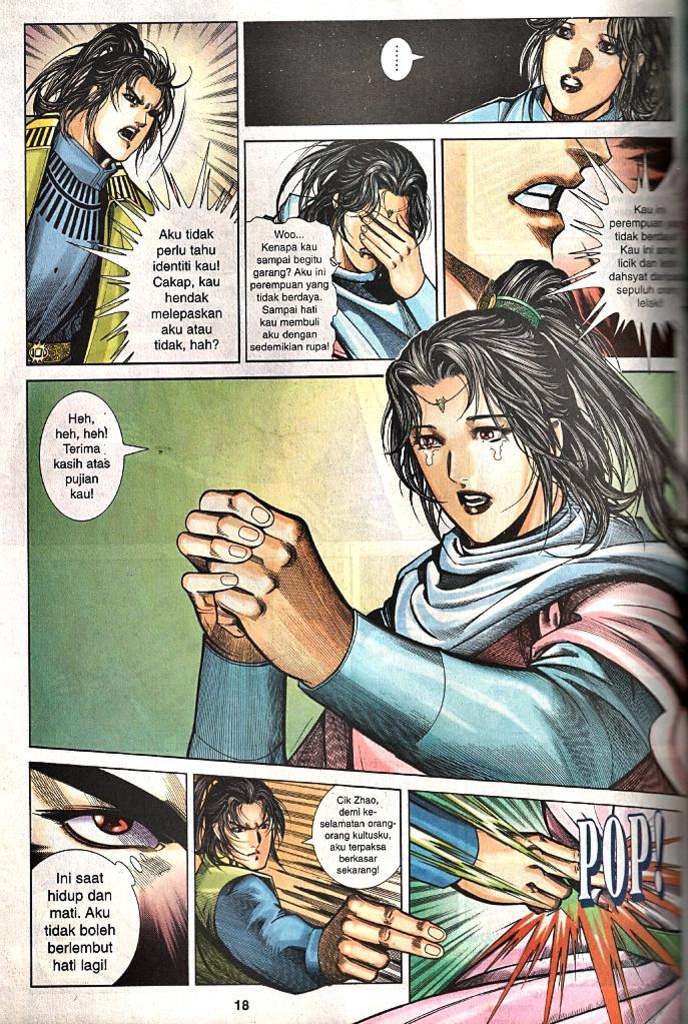 Aku tidak
perlu tahu
identiti kau!
Cakap, kau
hendak
melepaskan
aku atau
tidak, hah?
......
Woo...
Kenapa kau
sampai begitu
garang? Aku ini
perempuan yang
tidak berdaya.
Sampai hati
kau membuli
aku dengan
sedemikian rupa!
Kau ini
perempuan
tidak
Kau ini
licik dan
dahsyat
sepuluh
lelaki!
Heh,
heh, heh!
Terima
kasih atas
pujian
kau!
Ini saat
hidup dan
mati. Aku
tidak boleh
berlembut
hati lagi!
Cik Zhao,
demi ke-
selamatan orang-
orang kultusku,
aku terpaksa
berkasar
sekarang!
POP!
18